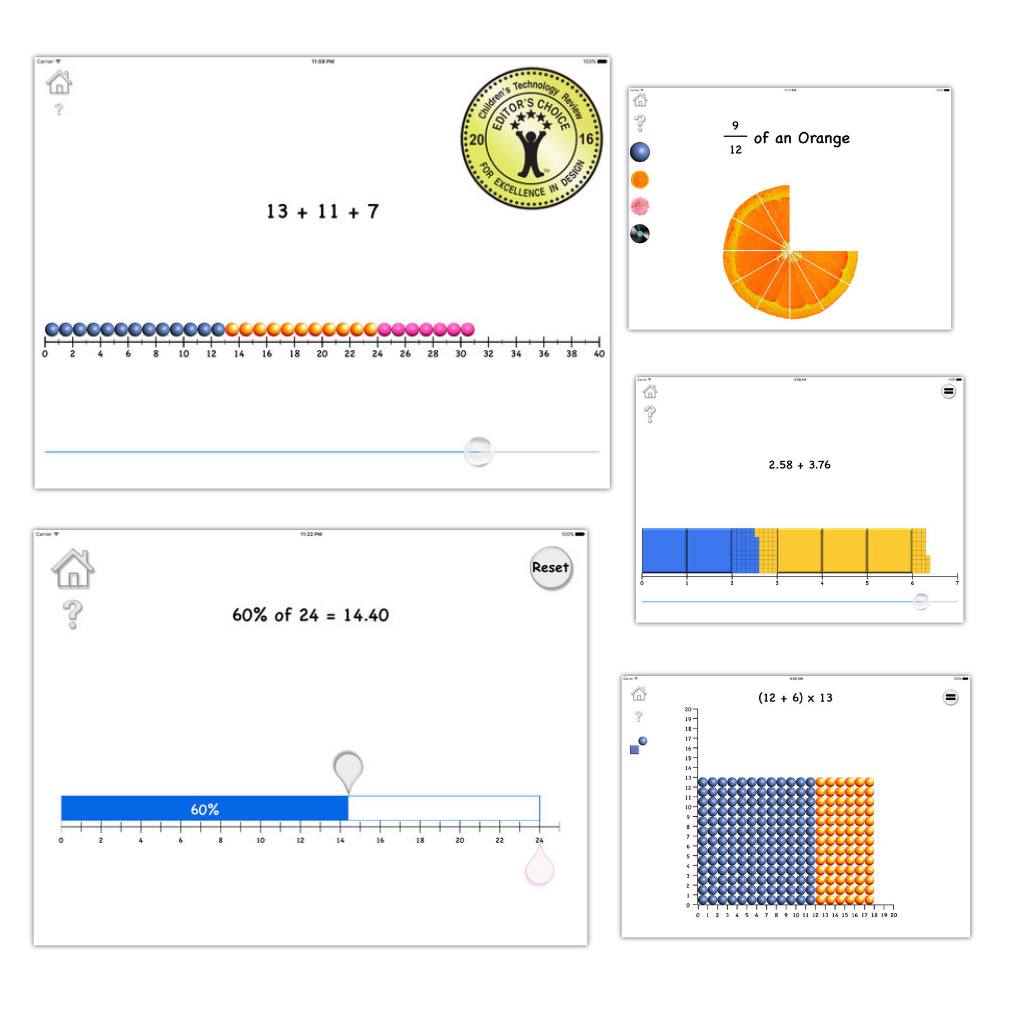 Carrier
11:08 PM
100%
?
Children's Technology Review
EDITOR'S CHOICE
20 16
FOR EXCELLENCE IN DESIGN
13 + 11 + 7
0 2 4 6 8 10 12 14 16 18 20 22 24 26 28 30 32 34 36 38 40
?
9
12
of an Orange
?
2.58 + 3.76
0 1 2 3 4 5 6 7
Carrier
11:22 PM
100%
Reset
?
60% of 24 = 14.40
60%
0 2 4 6 8 10 12 14 16 18 20 22 24
?
(12 + 6) x 13
20
19
18
17
16
15
14
13
12
11
10
9
8
7
6
5
4
3
2
1
0
0 1 2 3 4 5 6 7 8 9 10 11 12 13 14 15 16 17 18 19 20